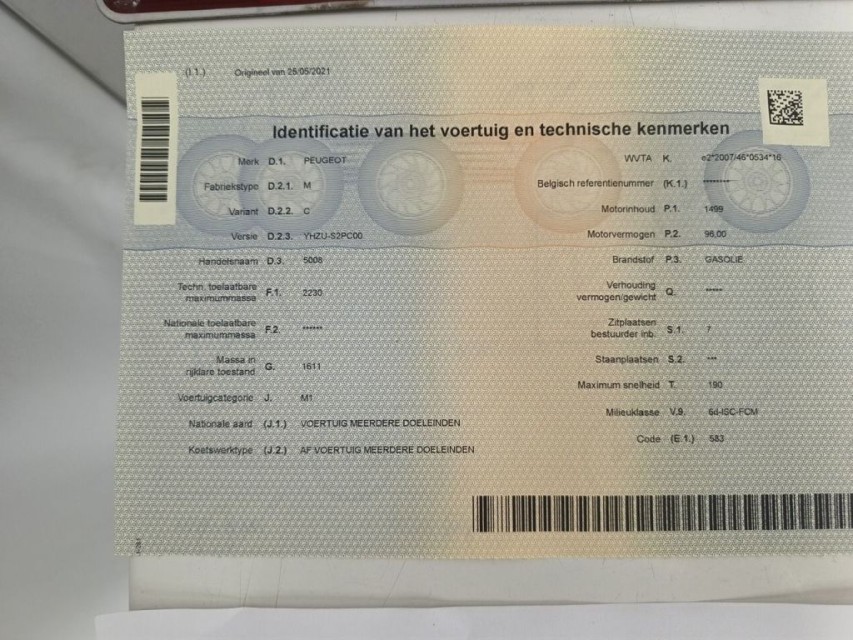 (I.1.) Origineel van 25/05/2021
Identificatie van het voertuig en technische kenmerken
Merk D.1. PEUGEOT
Fabriekstype D.2.1. M
Variant D.2.2. C
Versie D.2.3. YHZU-S2PC00
Handelsnaam D.3. 5008
Techn. toelaatbare
maximummassa F.1. 2230
Nationale toelaatbare
maximummassa F.2. ******
Massa in
rijklare toestand G. 1611
Voertuigcategorie J. M1
Nationale aard (J.1.) VOERTUIG MEERDERE DOELEINDEN
Koetswerktype (J.2.) AF VOERTUIG MEERDERE DOELEINDEN
WVTA K. e2*2007/46*0534*16
Belgisch referentienummer (K.1.) ********
Motorinhoud P.1. 1499
Motorvermogen P.2. 96,00
Brandstof P.3. GASOLIE
Verhouding
vermogen/gewicht Q. *****
Zitplaatsen
bestuurder inb. S.1. 7
Staanplaatsen S.2. ***
Maximum snelheid T. 190
Milieuklasse V.9. 6d-ISC-FCM
Code (E.1.) 583